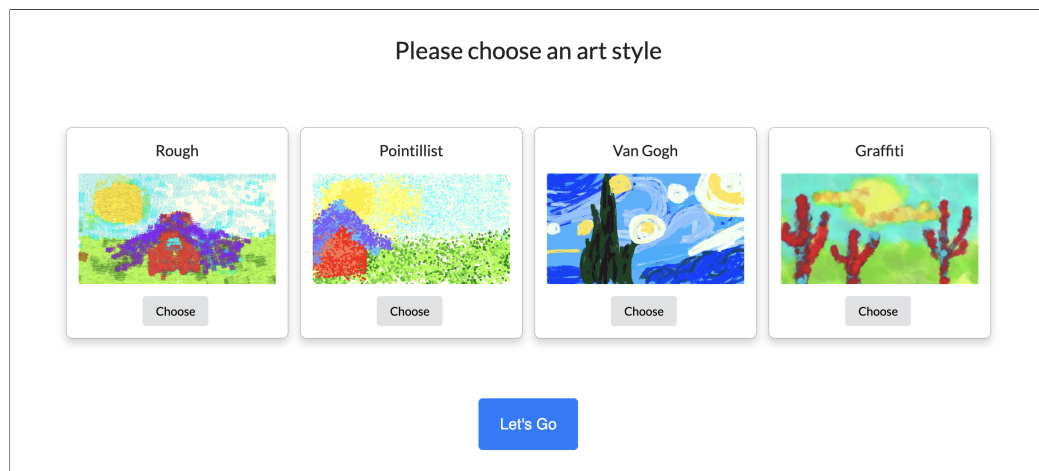 Please choose an art style
Rough
Pointillist
Van Gogh
Graffiti
Choose
Choose
Choose
Choose
Let's Go